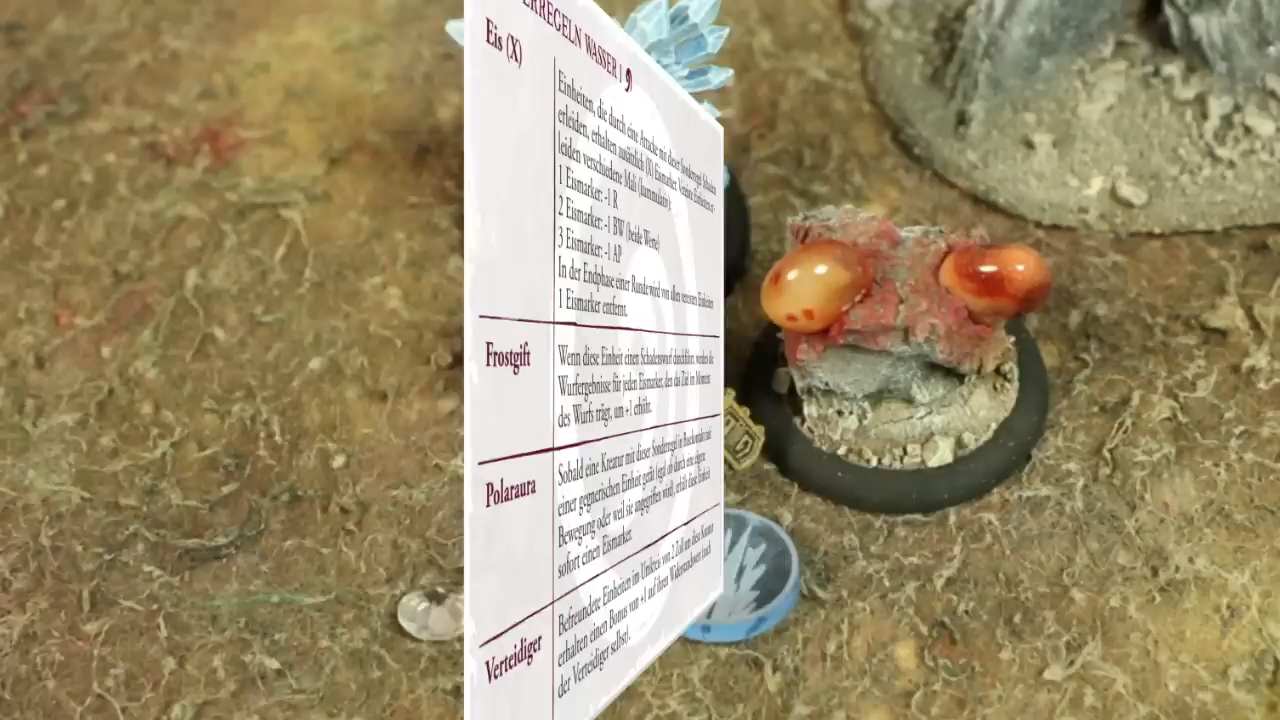 ERREGELN WASSER |
Eis (X)
Einheiten, die durch eine Attacke mit dieser Sonderregel Schaden
erleiden, erhalten zusätzlich (X) Eismarker. Vereiste Einheiten er-
leiden verschiedene Mali (kummulativ):
1 Eismarker: -1 R
2 Eismarker: -1 BW (beide Werte)
3 Eismarker: -1 AP
In der Endphase einer Runde wird von allen vereisten Einheiten
1 Eismarker entfernt.
Frostgift
Wenn diese Einheit einen Schadenswurf durchführt, werden die
Wurfergebnisse für jeden Eismarker, den das Ziel im Moment
des Wurfs trägt, um +1 erhöht.
Polaraura
Sobald eine Kreatur mit dieser Sonderregel in Basekontakt mit
einer gegnerischen Einheit gerät (egal ob durch eine eigene
Bewegung oder weil sie angegriffen wird), erhält diese Einheit
sofort einen Eismarker.
Verteidiger
Befreundete Einheiten im Umkreis von 2 Zoll um diese Kreatur
erhalten einen Bonus von +1 auf ihren Widerstandswert (auch
der Verteidiger selbst).